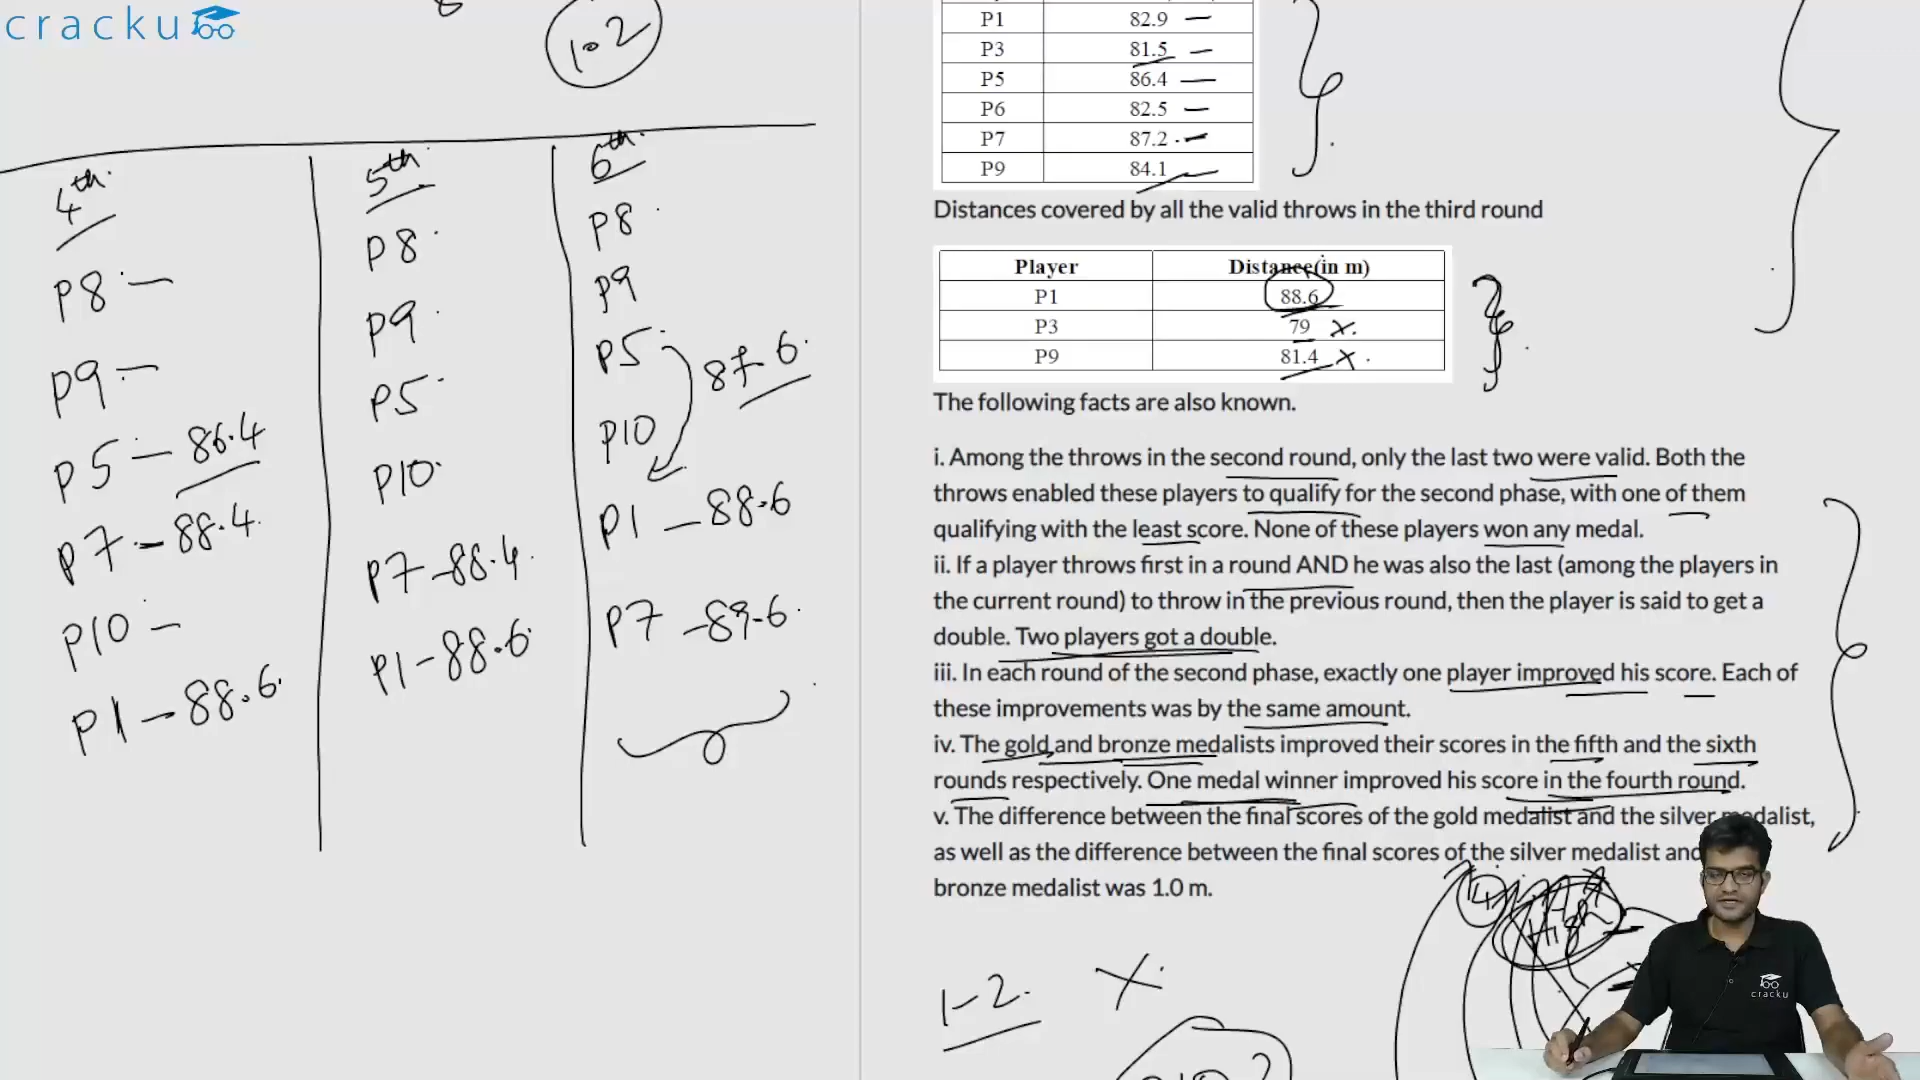 cracku
1.2
4th
P8 —
P9 —
P5 — 86.4
P7 — 88.4
P10 —
P1 — 88.6
5th
P8
P9
P5
P10
P7 - 88.4
P1 - 88.6
6th
P8
P9
P5
87.6
P10
P1 - 88.6
P7 - 89.6
P1 82.9
P3 81.5
P5 86.4
P6 82.5
P7 87.2
P9 84.1
Distances covered by all the valid throws in the third round
Player Distance(in m)
P1 88.6
P3 79 x
P9 81.4 x
The following facts are also known.
i. Among the throws in the second round, only the last two were valid. Both the
throws enabled these players to qualify for the second phase, with one of them
qualifying with the least score. None of these players won any medal.
ii. If a player throws first in a round AND he was also the last (among the players in
the current round) to throw in the previous round, then the player is said to get a
double. Two players got a double.
iii. In each round of the second phase, exactly one player improved his score. Each of
these improvements was by the same amount.
iv. The gold and bronze medalists improved their scores in the fifth and the sixth
rounds respectively. One medal winner improved his score in the fourth round.
v. The difference between the final scores of the gold medalist and the silver medalist,
as well as the difference between the final scores of the silver medalist and
bronze medalist was 1.0 m.
1-2. X
cracku